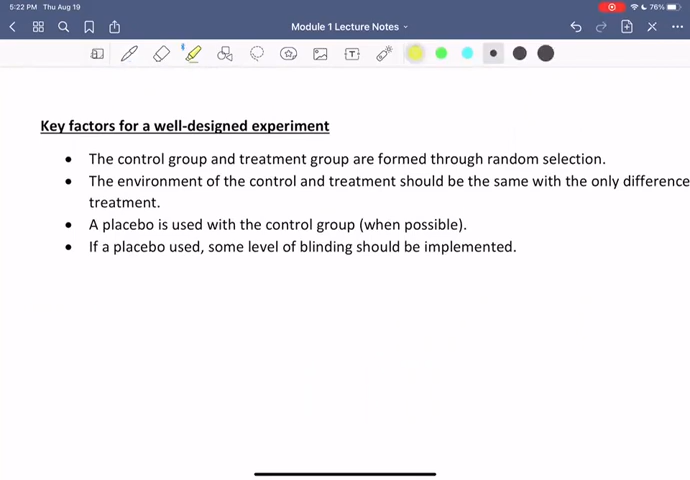 5:22 PM Thu Aug 19
76%
Module 1 Lecture Notes
T
Key factors for a well-designed experiment
• The control group and treatment group are formed through random selection.
• The environment of the control and treatment should be the same with the only difference
treatment.
• A placebo is used with the control group (when possible).
• If a placebo used, some level of blinding should be implemented.